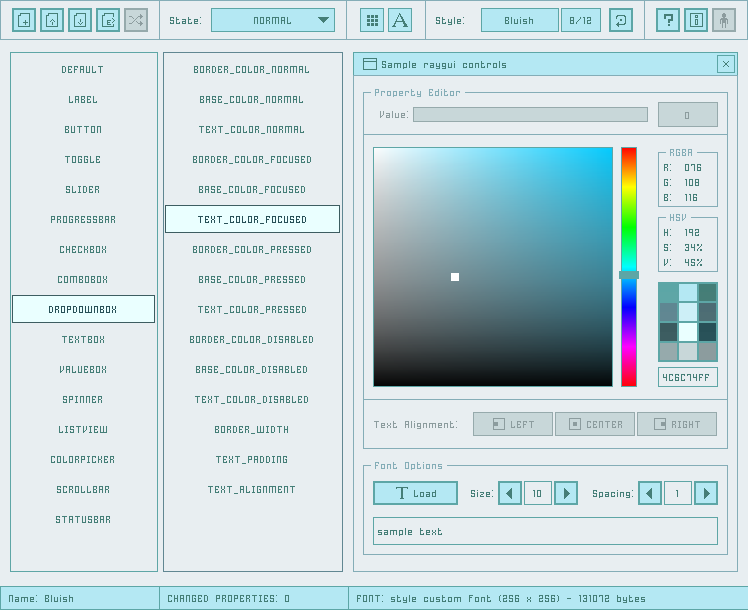 State: NORMAL Style: Bluish 8/12
DEFAULT
LABEL
BUTTON
TOGGLE
SLIDER
PROGRESSBAR
CHECKBOX
COMBOBOX
DROPDOWNBOX
TEXTBOX
VALUEBOX
SPINNER
LISTVIEW
COLORPICKER
SCROLLBAR
STATUSBAR
BORDER_COLOR_NORMAL
BASE_COLOR_NORMAL
TEXT_COLOR_NORMAL
BORDER_COLOR_FOCUSED
BASE_COLOR_FOCUSED
TEXT_COLOR_FOCUSED
BORDER_COLOR_PRESSED
BASE_COLOR_PRESSED
TEXT_COLOR_PRESSED
BORDER_COLOR_DISABLED
BASE_COLOR_DISABLED
TEXT_COLOR_DISABLED
BORDER_WIDTH
TEXT_PADDING
TEXT_ALIGNMENT
Sample raygui controls
Property Editor
Value: 0
RGBA
R: 076
G: 108
B: 116
HSV
H: 192
S: 34%
V: 45%
4C6C74FF
Text Alignment: LEFT CENTER RIGHT
Font Options
Load Size: 10 Spacing: 1
sample text
Name: Bluish CHANGED PROPERTIES: 0 FONT: style custom font (256 x 256) - 131072 bytes